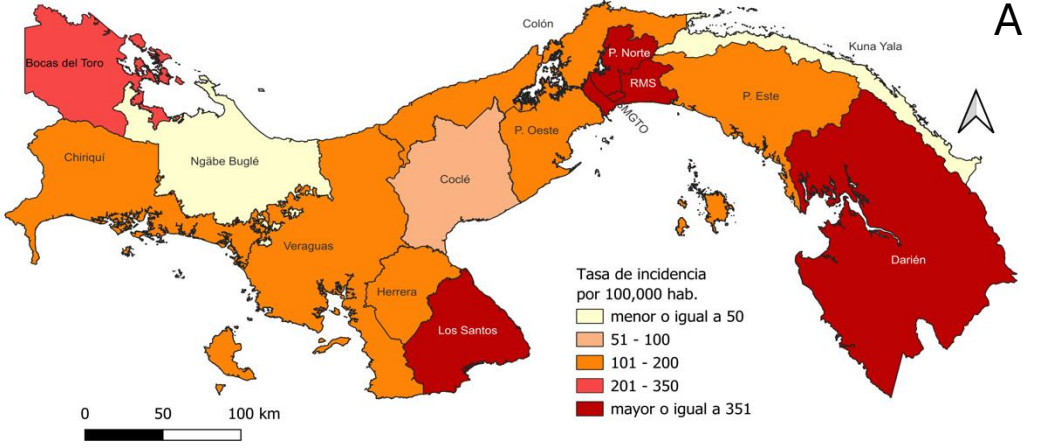 A
Colón
Kuna Yala
Bocas del Toro
P. Norte
RMS
P. Este
SMGTO
P. Oeste
Chiriquí
Ngäbe Buglé
Coclé
Veraguas
Darién
Herrera
Los Santos
Tasa de incidencia
por 100,000 hab.
menor o igual a 50
51 - 100
101 - 200
201 - 350
mayor o igual a 351
0 50 100 km